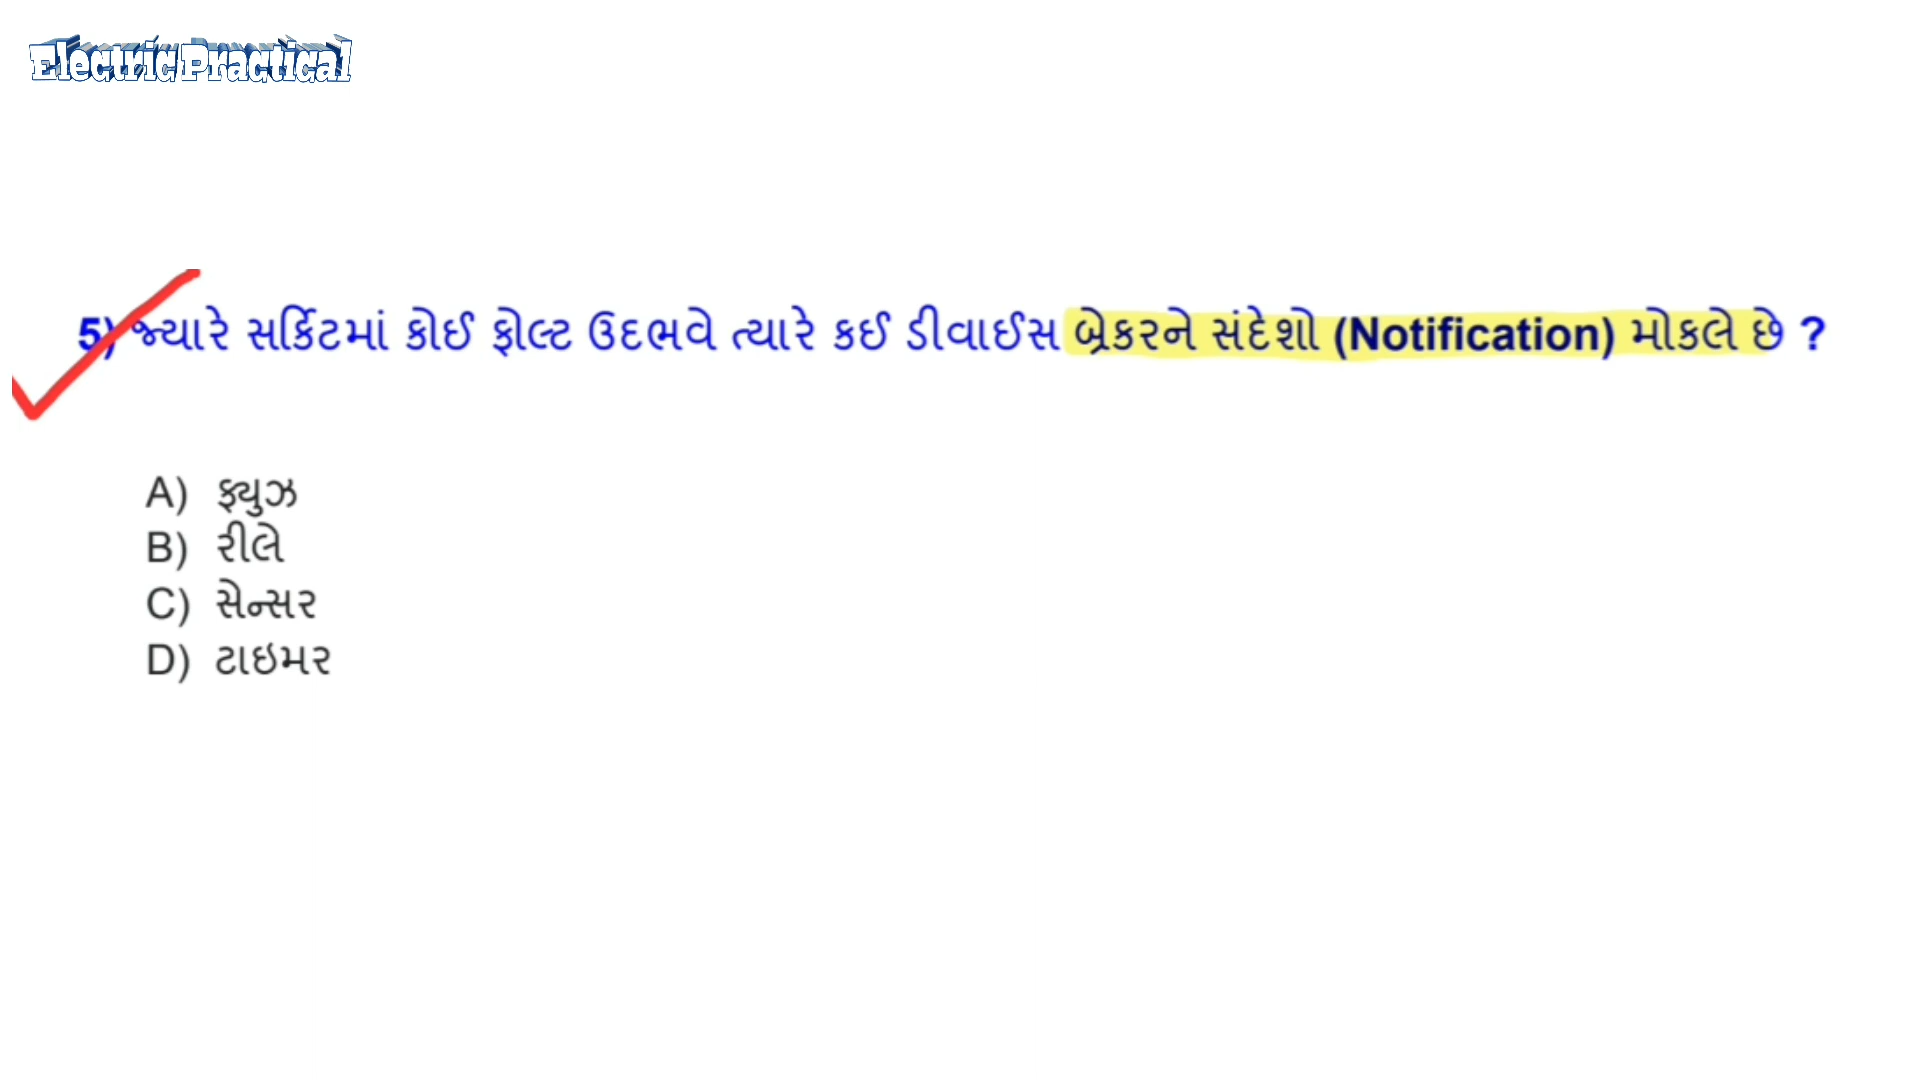 Electric Practical
5) જ્યારે સર્કિટમાં કોઈ ફોલ્ટ ઉદભવે ત્યારે કઈ ડીવાઈસ બ્રેકરને સંદેશો (Notification) મોકલે છે ?
A) ફ્યુઝ
B) રીલે
C) સેન્સર
D) ટાઇમર